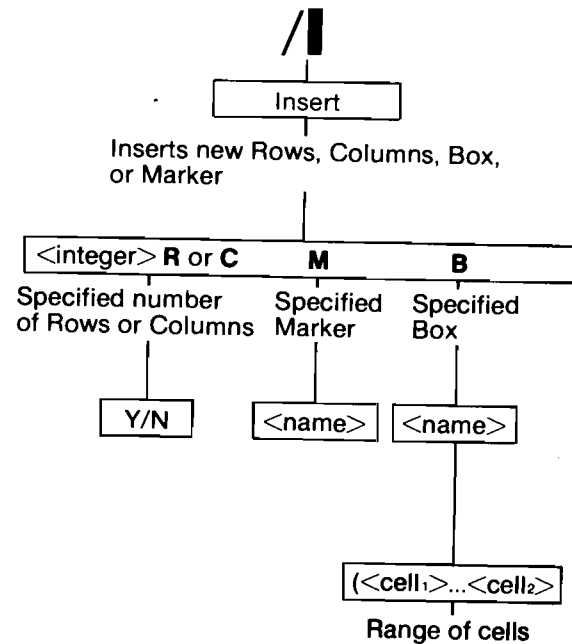 /I
Insert
Inserts new Rows, Columns, Box,
or Marker
<integer> R or C M B
Specified number Specified Specified
of Rows or Columns Marker Box
Y/N <name> <name>
(<cell₁>...<cell₂>
Range of cells